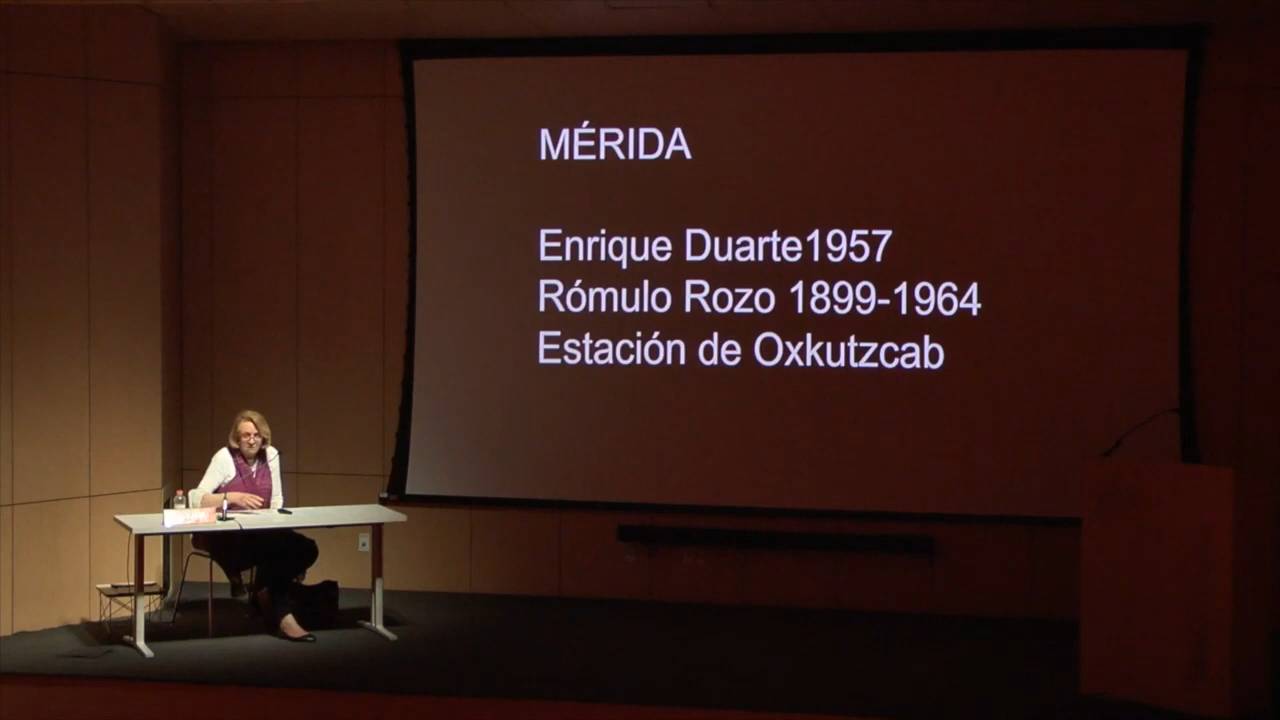 MÉRIDA
Enrique Duarte1957
Rómulo Rozo 1899-1964
Estación de Oxkutzcab